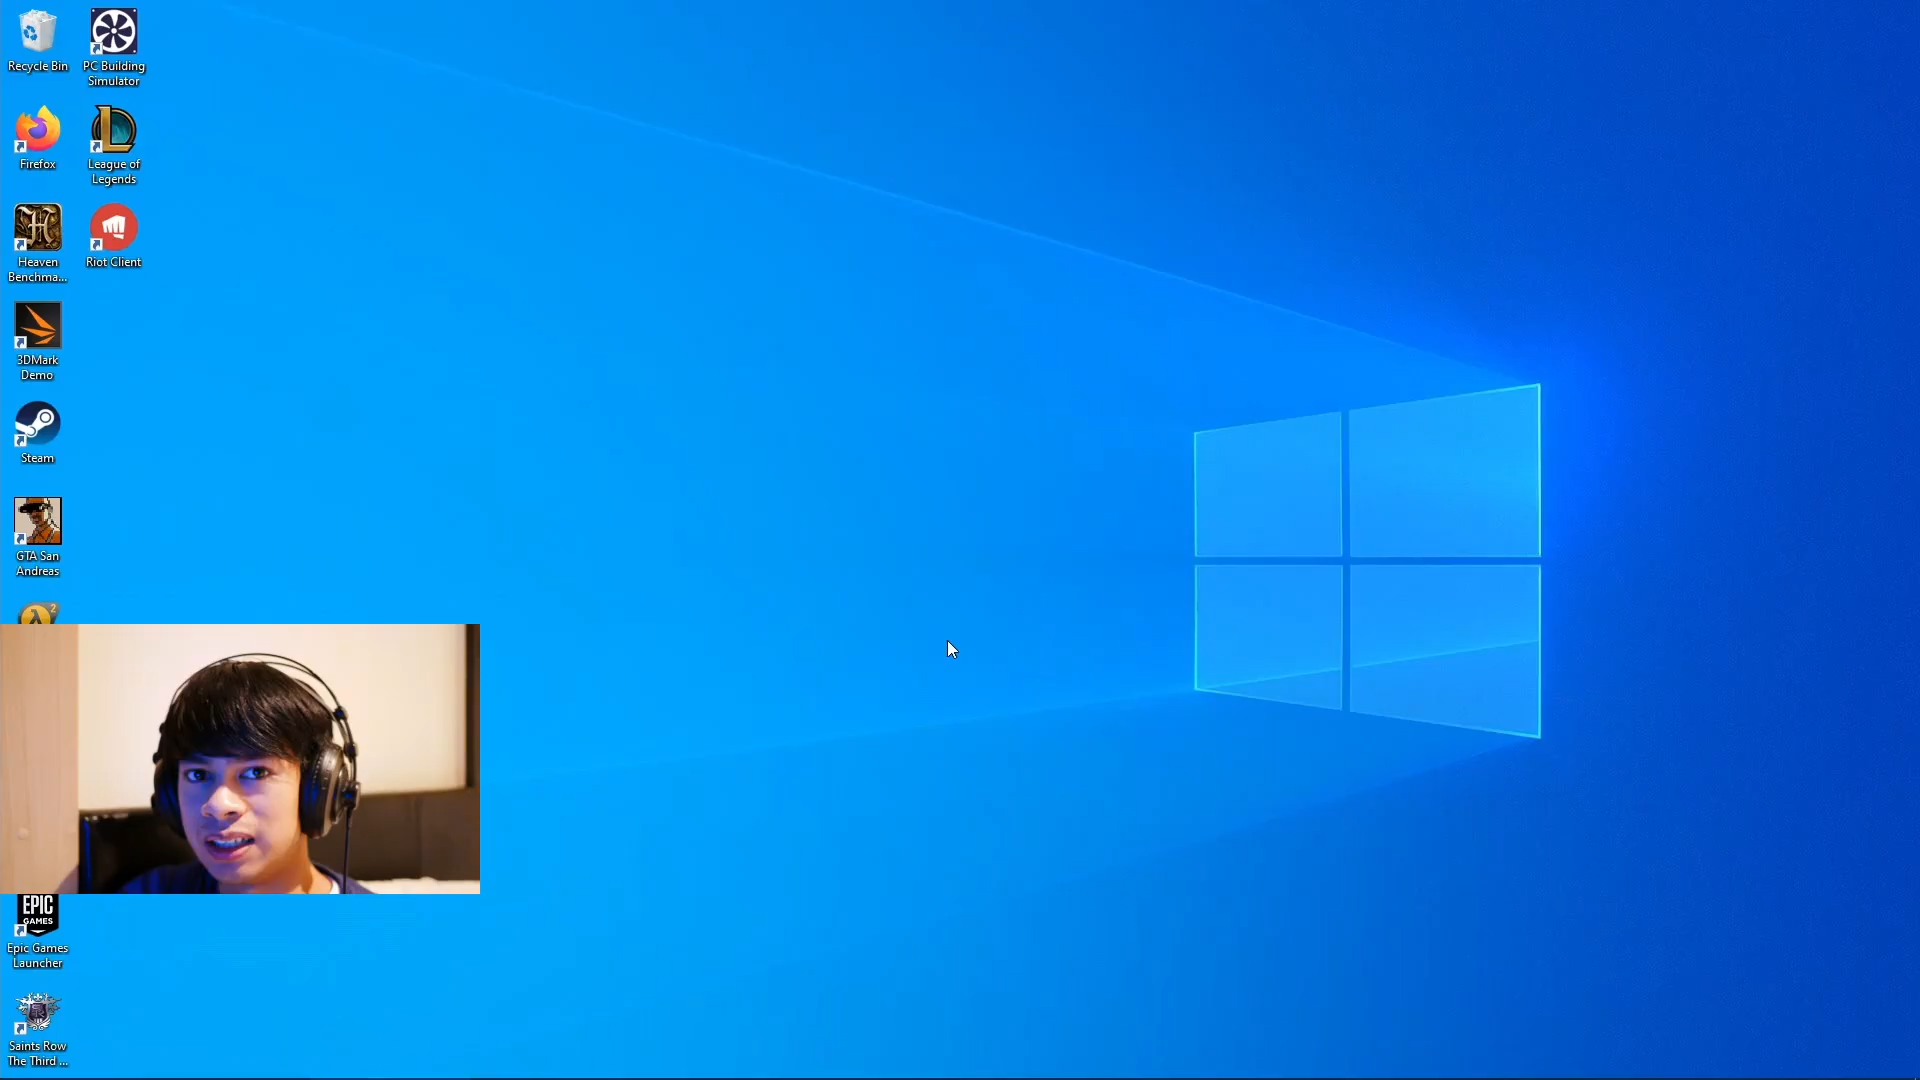 Recycle Bin
PC Building
Simulator
Firefox
League of
Legends
Heaven
Benchma...
Riot Client
3DMark
Demo
Steam
GTA San
Andreas
2
EPIC
GAMES
Epic Games
Launcher
Saints Row
The Third ...